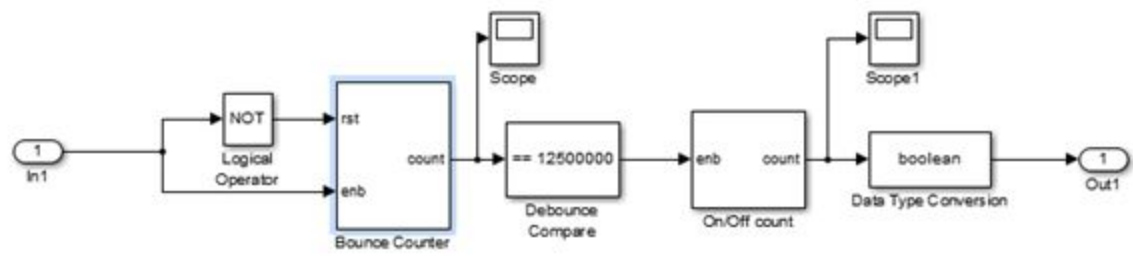 1
In1
NOT
Logical
Operator
rst
enb
count
Bounce Counter
Scope
== 12500000
Debounce
Compare
enb
count
On/Off count
Scope1
boolean
Data Type Conversion
1
Out1